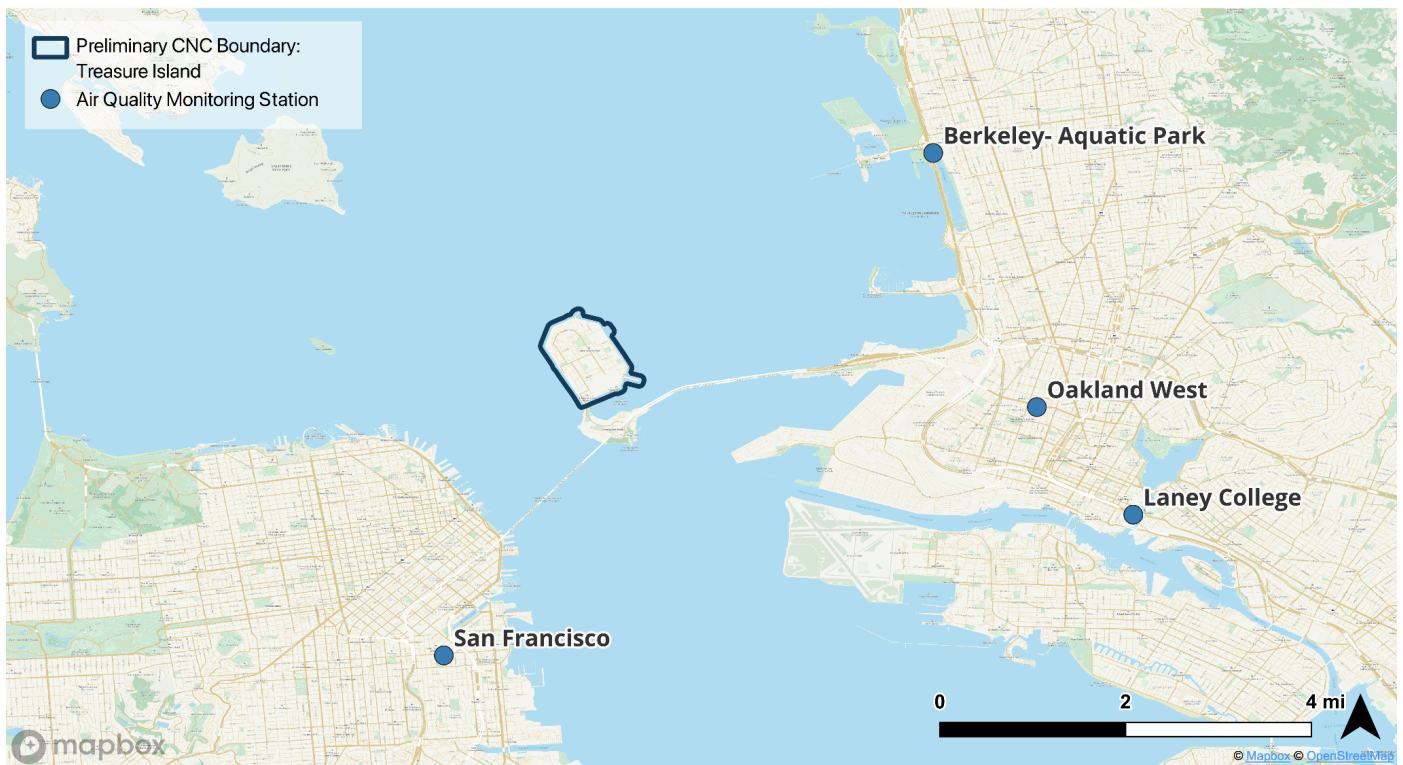 Preliminary CNC Boundary:
Treasure Island
Air Quality Monitoring Station
Berkeley- Aquatic Park
Oakland West
Laney College
San Francisco
0 2 4 mi
mapbox
© Mapbox © OpenStreetMap